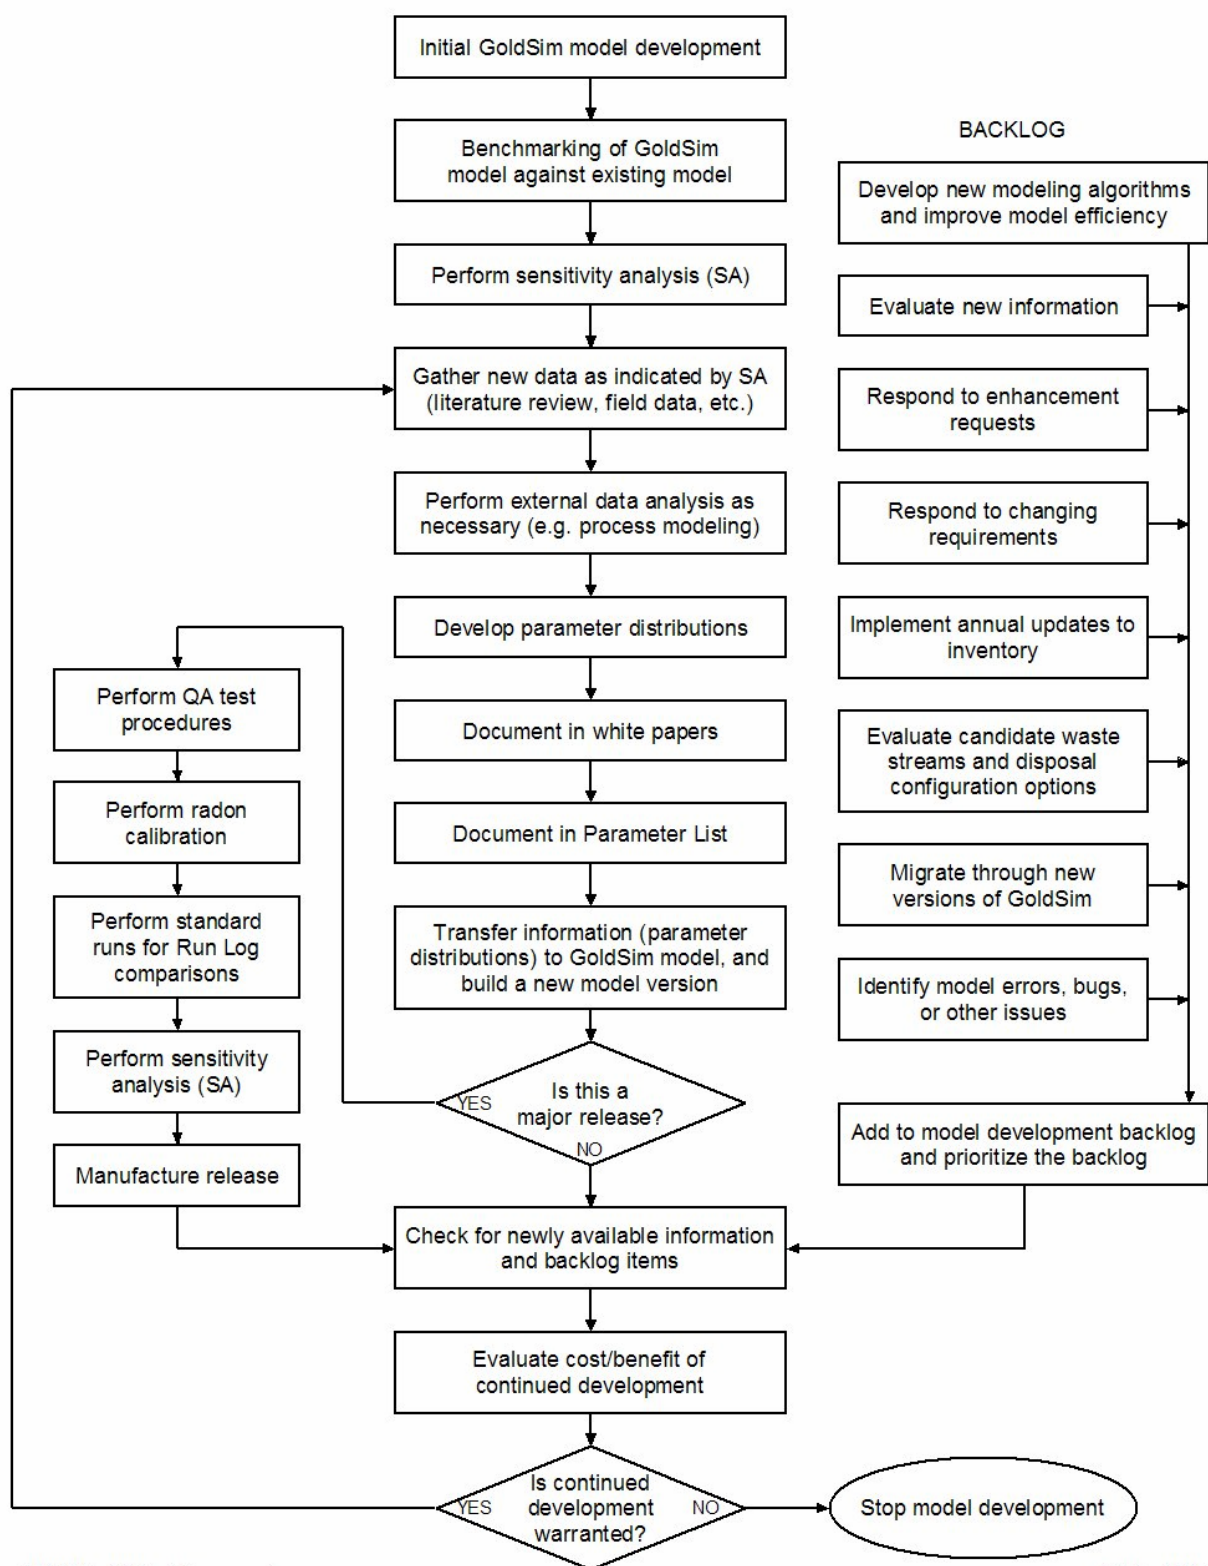 Initial GoldSim model development
Benchmarking of GoldSim
model against existing model
Perform sensitivity analysis (SA)
Gather new data as indicated by SA
(literature review, field data, etc.)
Perform external data analysis as
necessary (e.g. process modeling)
Develop parameter distributions
Document in white papers
Document in Parameter List
Transfer information (parameter
distributions) to GoldSim model, and
build a new model version
Is this a
major release?
YES
NO
Perform QA test
procedures
Perform radon
calibration
Perform standard
runs for Run Log
comparisons
Perform sensitivity
analysis (SA)
Manufacture release
BACKLOG
Develop new modeling algorithms
and improve model efficiency
Evaluate new information
Respond to enhancement
requests
Respond to changing
requirements
Implement annual updates to
inventory
Evaluate candidate waste
streams and disposal
configuration options
Migrate through new
versions of GoldSim
Identify model errors, bugs,
or other issues
Add to model development backlog
and prioritize the backlog
Check for newly available information
and backlog items
Evaluate cost/benefit of
continued development
Is continued
development
warranted?
YES
NO
Stop model development